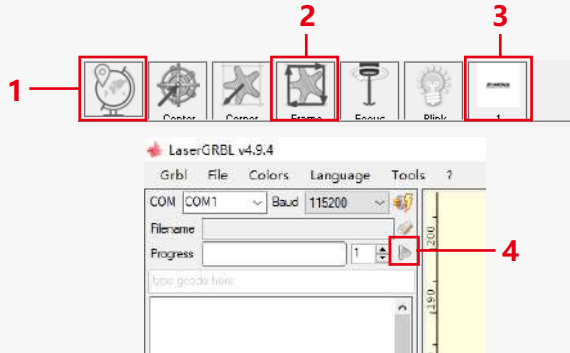 2
3
1
Center
Corner
Frame
Focus
Blink
1
LaserGRBL v4.9.4
Grbl File Colors Language Tools ?
COM COM1 Baud 115200
Filename
Progress 1
4
type gcode here
200
190